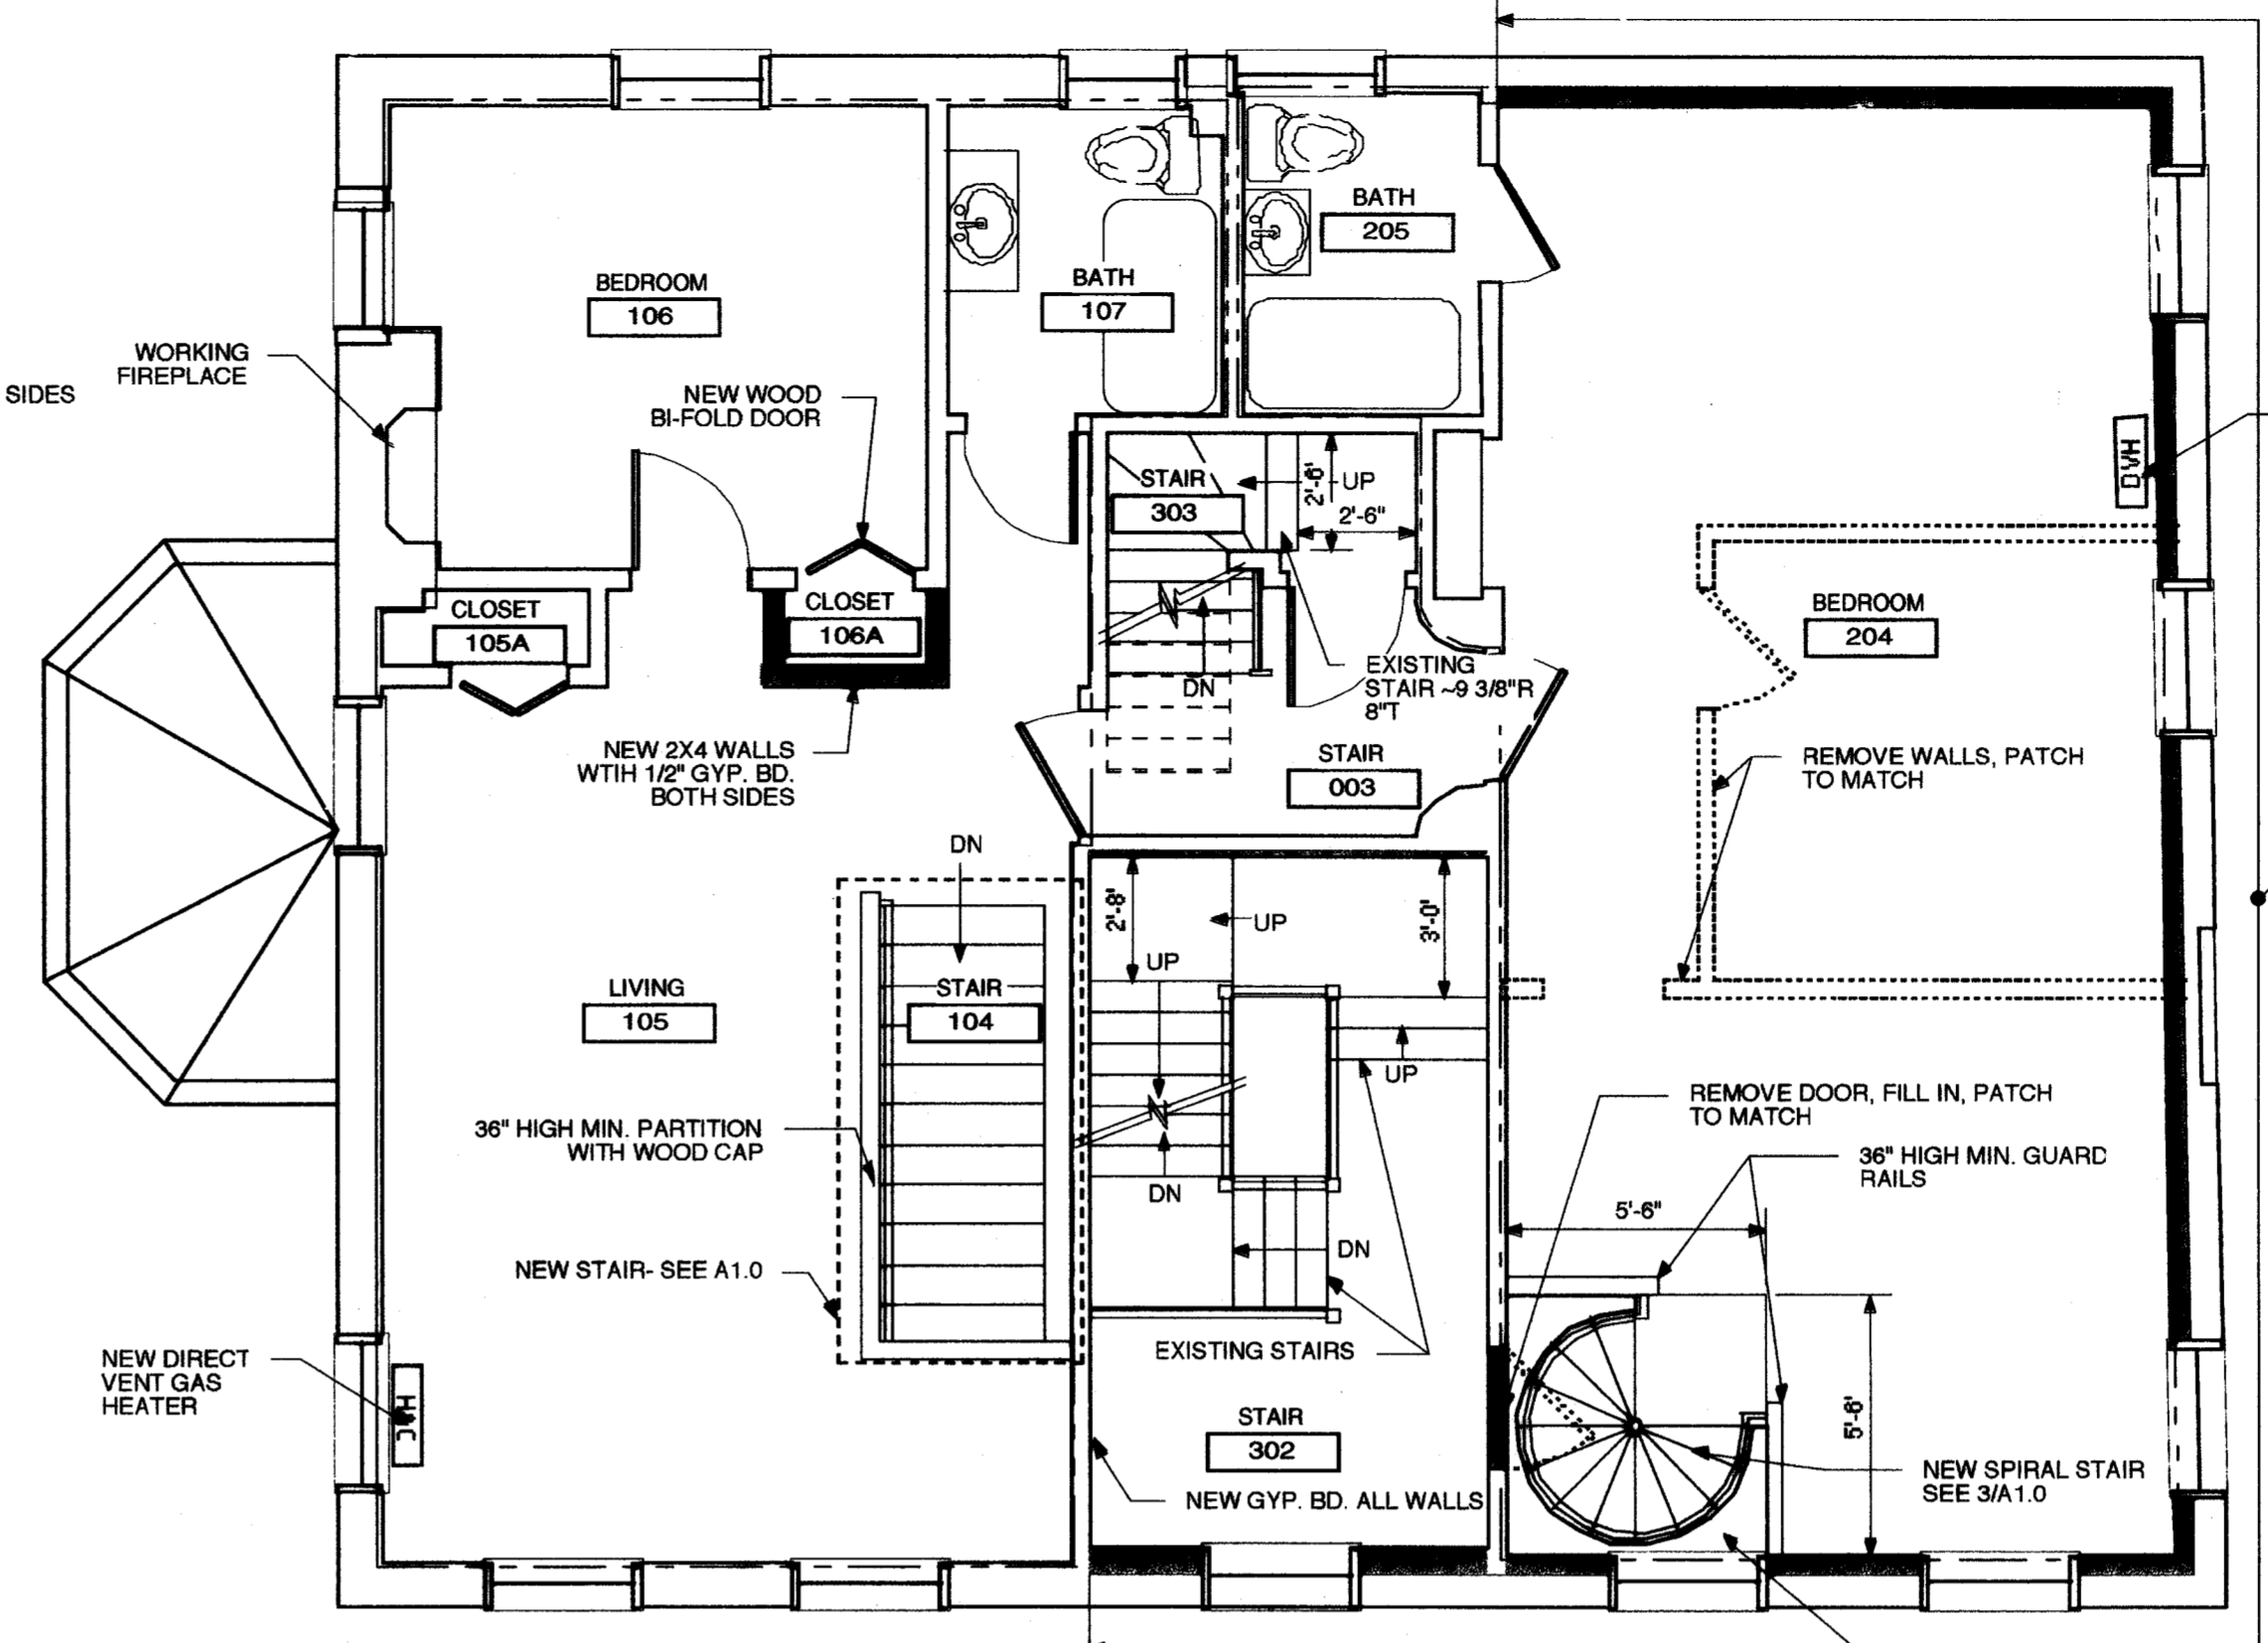 BATH
205
BEDROOM
106
BATH
107
WORKING
FIREPLACE
SIDES
NEW WOOD
BI-FOLD DOOR
STAIR
303
UP
2'-6"
2'-6"
DVH
CLOSET
105A
CLOSET
106A
BEDROOM
204
EXISTING
STAIR ~9 3/8"R
8"T
DN
NEW 2X4 WALLS
WTIH 1/2" GYP. BD.
BOTH SIDES
STAIR
003
REMOVE WALLS, PATCH
TO MATCH
DN
2'-8"
UP
3'-0"
UP
LIVING
105
STAIR
104
UP
36" HIGH MIN. PARTITION
WITH WOOD CAP
REMOVE DOOR, FILL IN, PATCH
TO MATCH
36" HIGH MIN. GUARD
RAILS
DN
5'-6"
DN
NEW STAIR- SEE A1.0
EXISTING STAIRS
NEW DIRECT
VENT GAS
HEATER
STAIR
302
5'-6"
NEW SPIRAL STAIR
SEE 3/A1.0
NEW GYP. BD. ALL WALLS